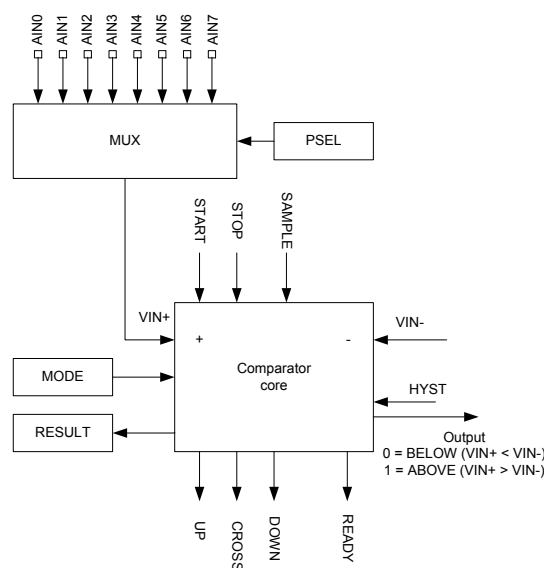 AIN0
AIN1
AIN2
AIN3
AIN4
AIN5
AIN6
AIN7
MUX
PSEL
START
STOP
SAMPLE
VIN+
VIN-
+
-
MODE
Comparator
core
HYST
RESULT
Output
0 = BELOW (VIN+ < VIN-)
1 = ABOVE (VIN+ > VIN-)
UP
CROSS
DOWN
READY